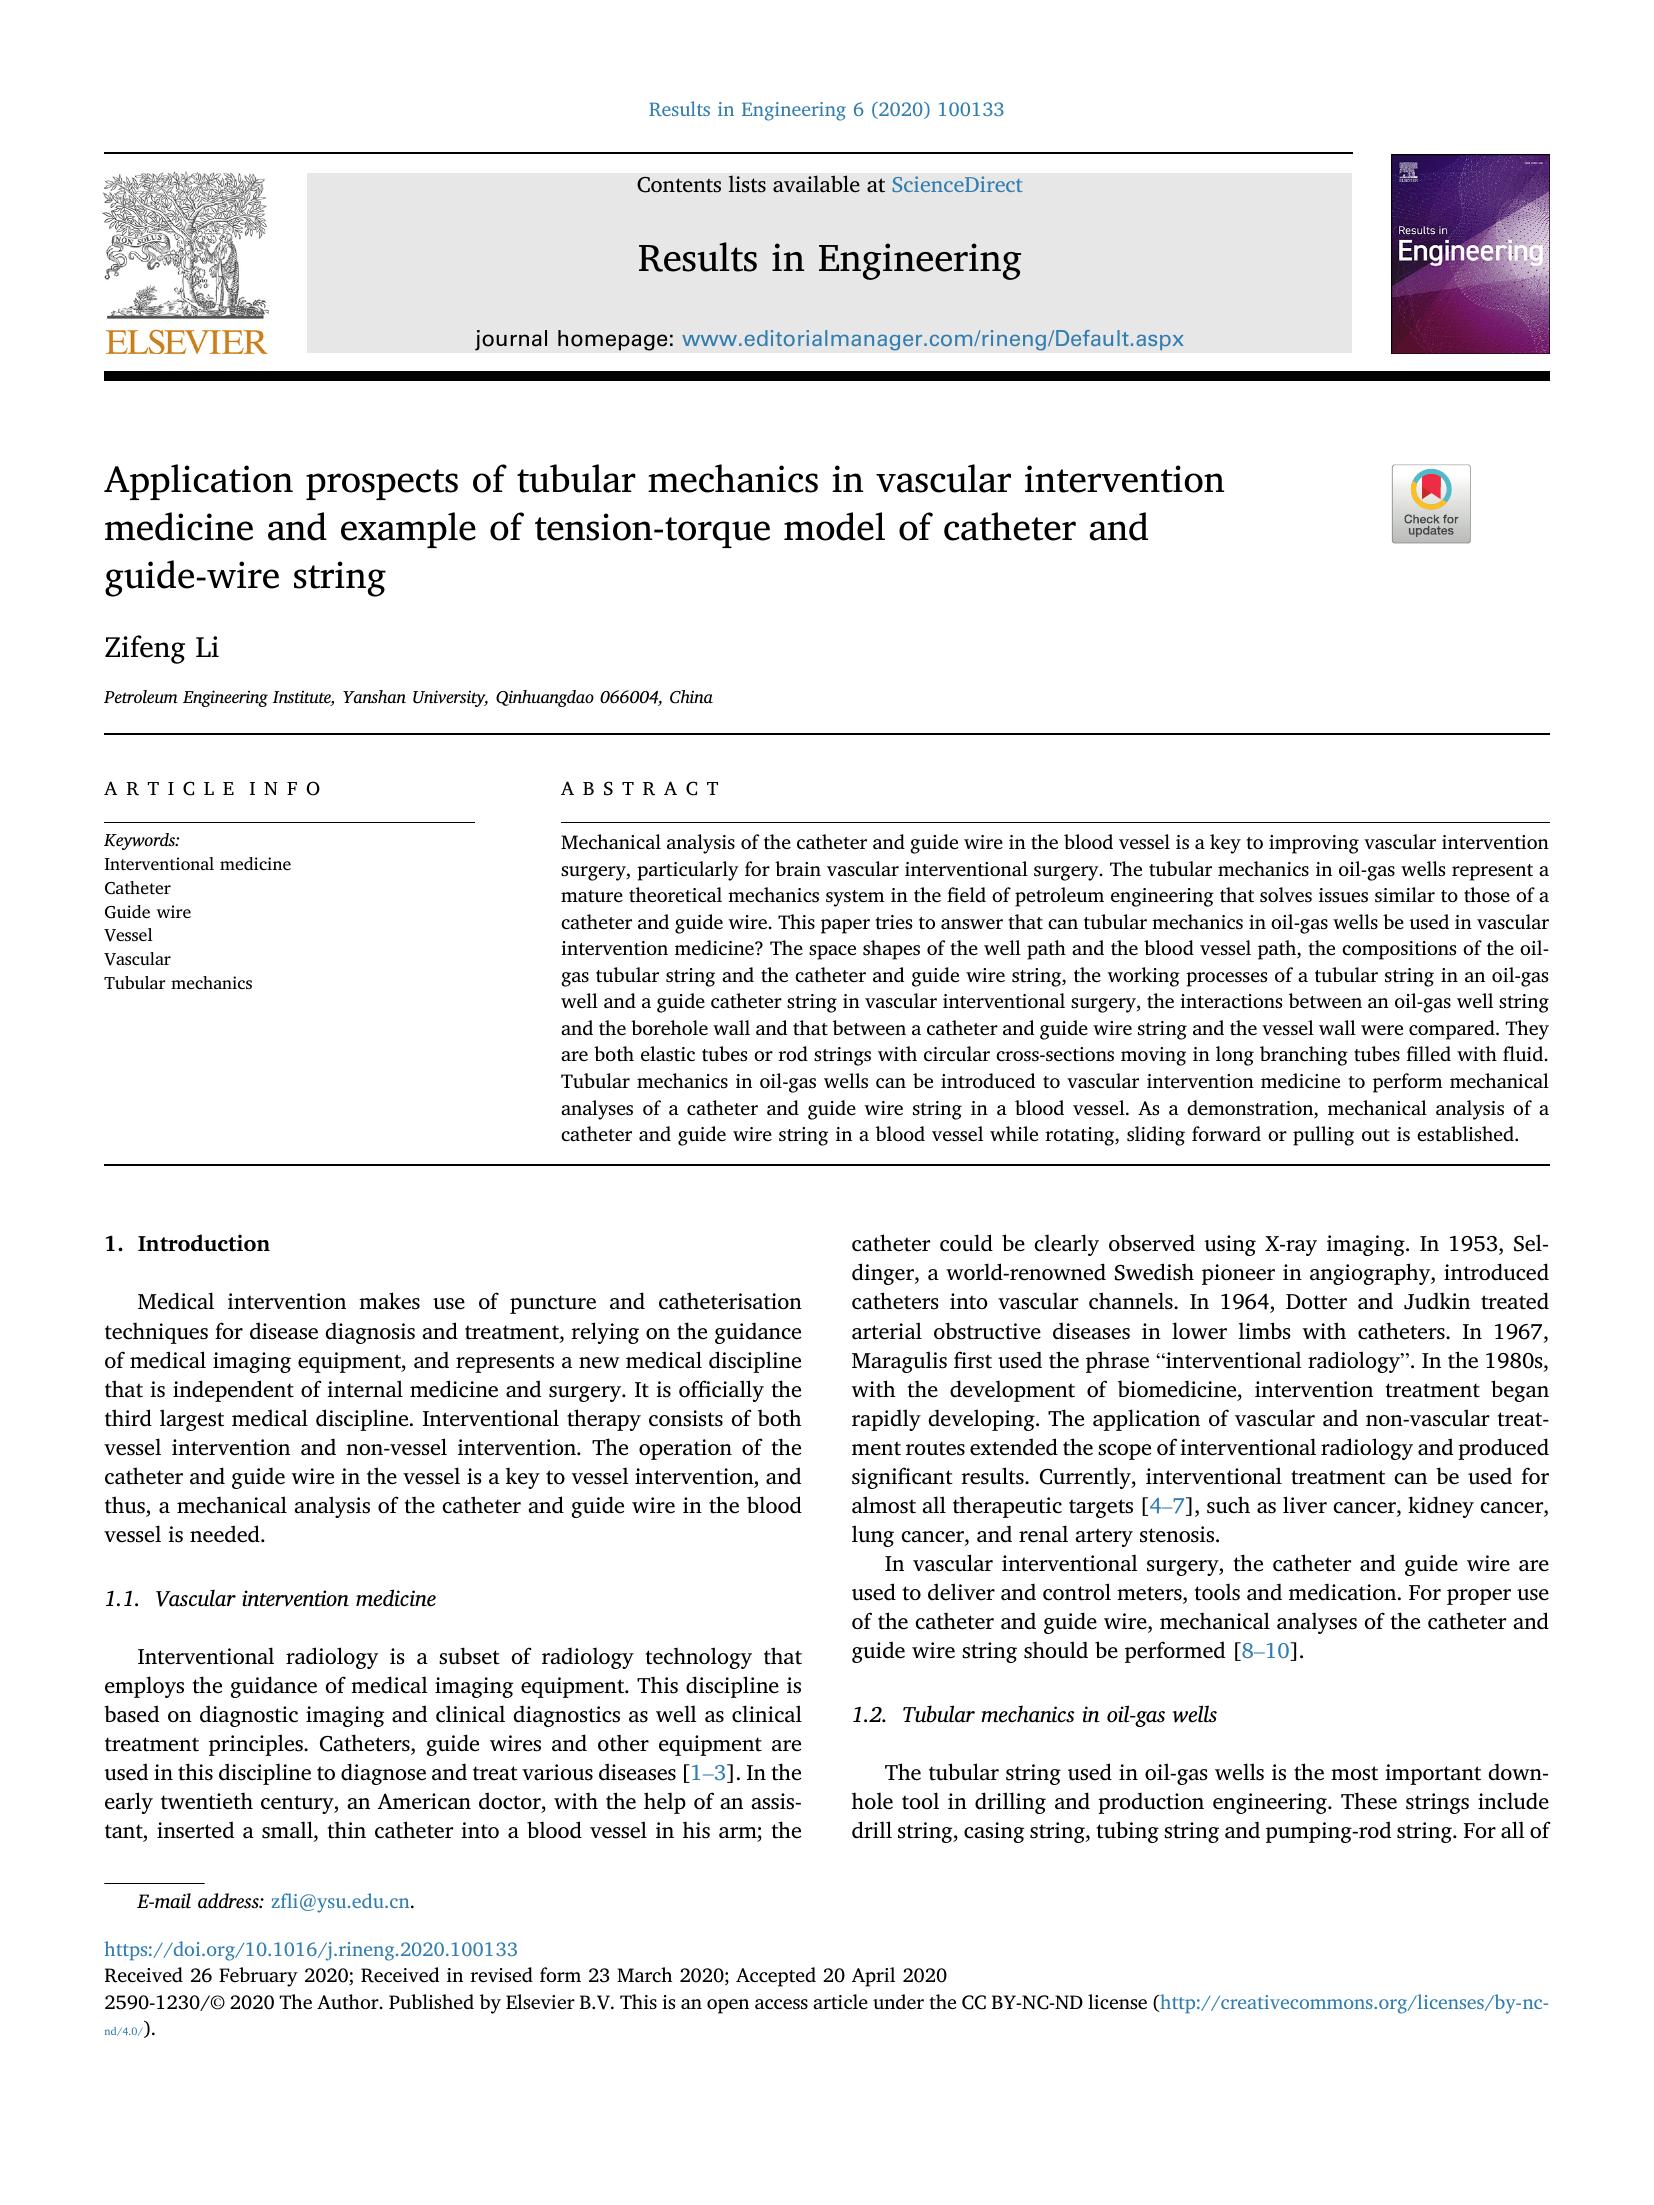 Results in Engineering 6 (2020) 100133
NON SOLUS
ELSEVIER
Contents lists available at ScienceDirect
Results in Engineering
journal homepage: www.editorialmanager.com/rineng/Default.aspx
Results in
Engineering
Application prospects of tubular mechanics in vascular intervention
medicine and example of tension-torque model of catheter and
guide-wire string
Check for
updates
Zifeng Li
Petroleum Engineering Institute, Yanshan University, Qinhuangdao 066004, China
A R T I C L E I N F O
Keywords:
Interventional medicine
Catheter
Guide wire
Vessel
Vascular
Tubular mechanics
A B S T R A C T
Mechanical analysis of the catheter and guide wire in the blood vessel is a key to improving vascular intervention
surgery, particularly for brain vascular interventional surgery. The tubular mechanics in oil-gas wells represent a
mature theoretical mechanics system in the field of petroleum engineering that solves issues similar to those of a
catheter and guide wire. This paper tries to answer that can tubular mechanics in oil-gas wells be used in vascular
intervention medicine? The space shapes of the well path and the blood vessel path, the compositions of the oil-
gas tubular string and the catheter and guide wire string, the working processes of a tubular string in an oil-gas
well and a guide catheter string in vascular interventional surgery, the interactions between an oil-gas well string
and the borehole wall and that between a catheter and guide wire string and the vessel wall were compared. They
are both elastic tubes or rod strings with circular cross-sections moving in long branching tubes filled with fluid.
Tubular mechanics in oil-gas wells can be introduced to vascular intervention medicine to perform mechanical
analyses of a catheter and guide wire string in a blood vessel. As a demonstration, mechanical analysis of a
catheter and guide wire string in a blood vessel while rotating, sliding forward or pulling out is established.
1. Introduction
Medical intervention makes use of puncture and catheterisation
techniques for disease diagnosis and treatment, relying on the guidance
of medical imaging equipment, and represents a new medical discipline
that is independent of internal medicine and surgery. It is officially the
third largest medical discipline. Interventional therapy consists of both
vessel intervention and non-vessel intervention. The operation of the
catheter and guide wire in the vessel is a key to vessel intervention, and
thus, a mechanical analysis of the catheter and guide wire in the blood
vessel is needed.
1.1. Vascular intervention medicine
Interventional radiology is a subset of radiology technology that
employs the guidance of medical imaging equipment. This discipline is
based on diagnostic imaging and clinical diagnostics as well as clinical
treatment principles. Catheters, guide wires and other equipment are
used in this discipline to diagnose and treat various diseases [1–3]. In the
early twentieth century, an American doctor, with the help of an assis-
tant, inserted a small, thin catheter into a blood vessel in his arm; the
catheter could be clearly observed using X-ray imaging. In 1953, Sel-
dinger, a world-renowned Swedish pioneer in angiography, introduced
catheters into vascular channels. In 1964, Dotter and Judkin treated
arterial obstructive diseases in lower limbs with catheters. In 1967,
Maragulis first used the phrase “interventional radiology”. In the 1980s,
with the development of biomedicine, intervention treatment began
rapidly developing. The application of vascular and non-vascular treat-
ment routes extended the scope of interventional radiology and produced
significant results. Currently, interventional treatment can be used for
almost all therapeutic targets [4–7], such as liver cancer, kidney cancer,
lung cancer, and renal artery stenosis.
In vascular interventional surgery, the catheter and guide wire are
used to deliver and control meters, tools and medication. For proper use
of the catheter and guide wire, mechanical analyses of the catheter and
guide wire string should be performed [8–10].
1.2. Tubular mechanics in oil-gas wells
The tubular string used in oil-gas wells is the most important down-
hole tool in drilling and production engineering. These strings include
drill string, casing string, tubing string and pumping-rod string. For all of
E-mail address: zfli@ysu.edu.cn.
https://doi.org/10.1016/j.rineng.2020.100133
Received 26 February 2020; Received in revised form 23 March 2020; Accepted 20 April 2020
2590-1230/© 2020 The Author. Published by Elsevier B.V. This is an open access article under the CC BY-NC-ND license (http://creativecommons.org/licenses/by-nc-
nd/4.0/).